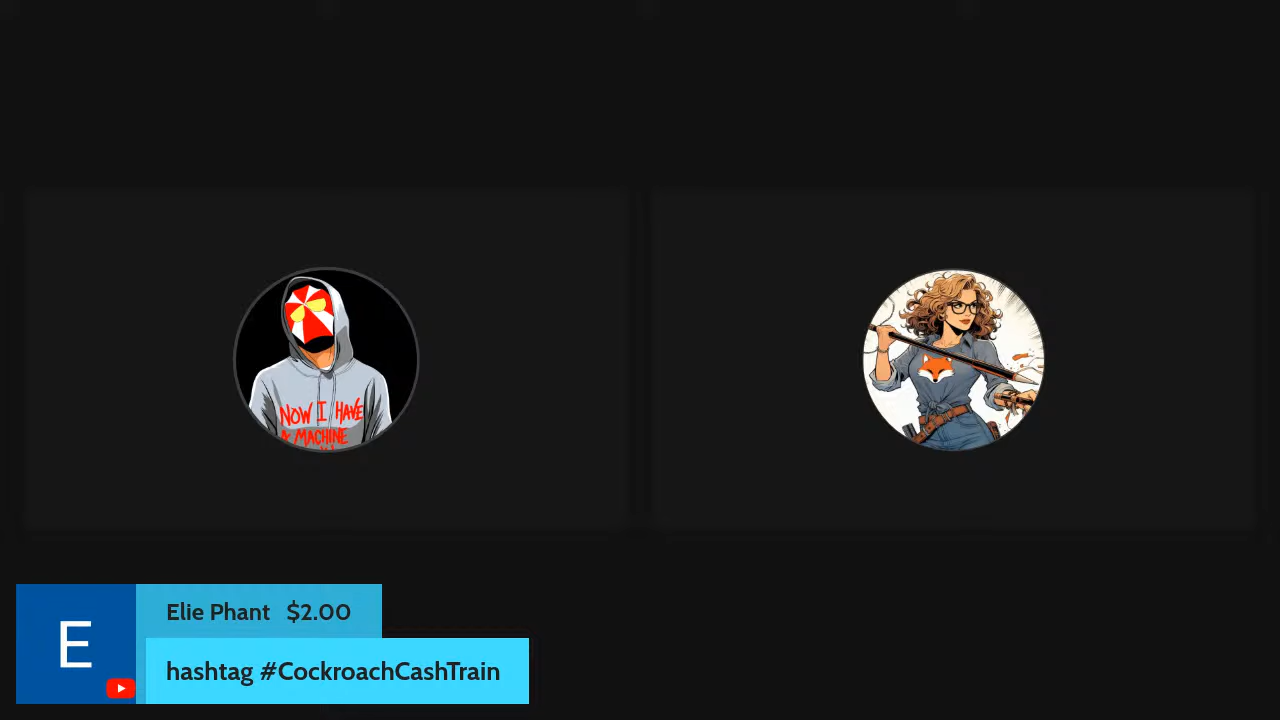 NOW I HAVE
A MACHINE
E
Elie Phant $2.00
hashtag #CockroachCashTrain